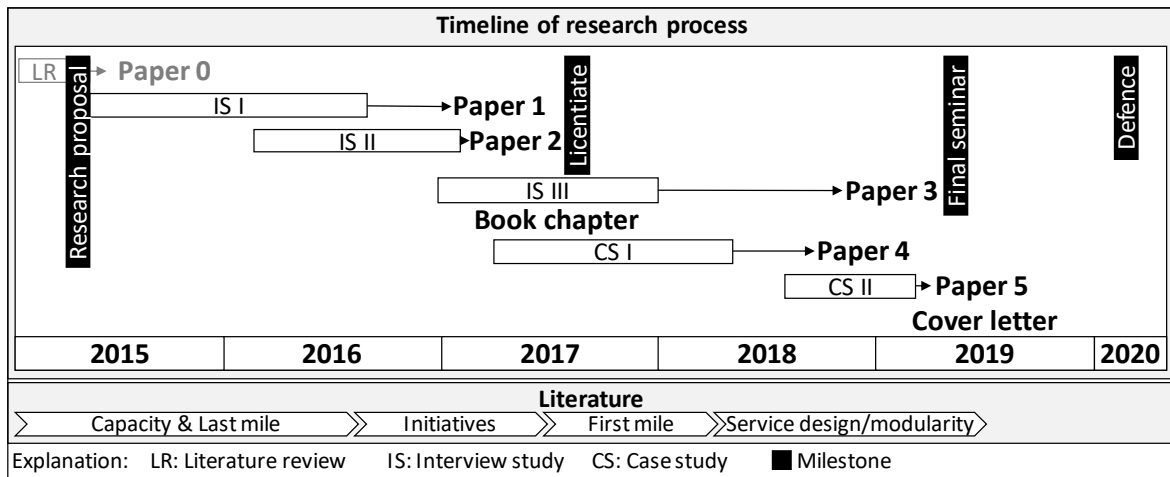 Timeline of research process
LR
Paper 0
Research proposal
Licentiate
Final seminar
Defence
IS I
Paper 1
IS II
Paper 2
IS III
Paper 3
Book chapter
CS I
Paper 4
CS II
Paper 5
Cover letter
2015 2016 2017 2018 2019 2020
Literature
Capacity & Last mile Initiatives First mile Service design/modularity
Explanation: LR: Literature review IS: Interview study CS: Case study Milestone